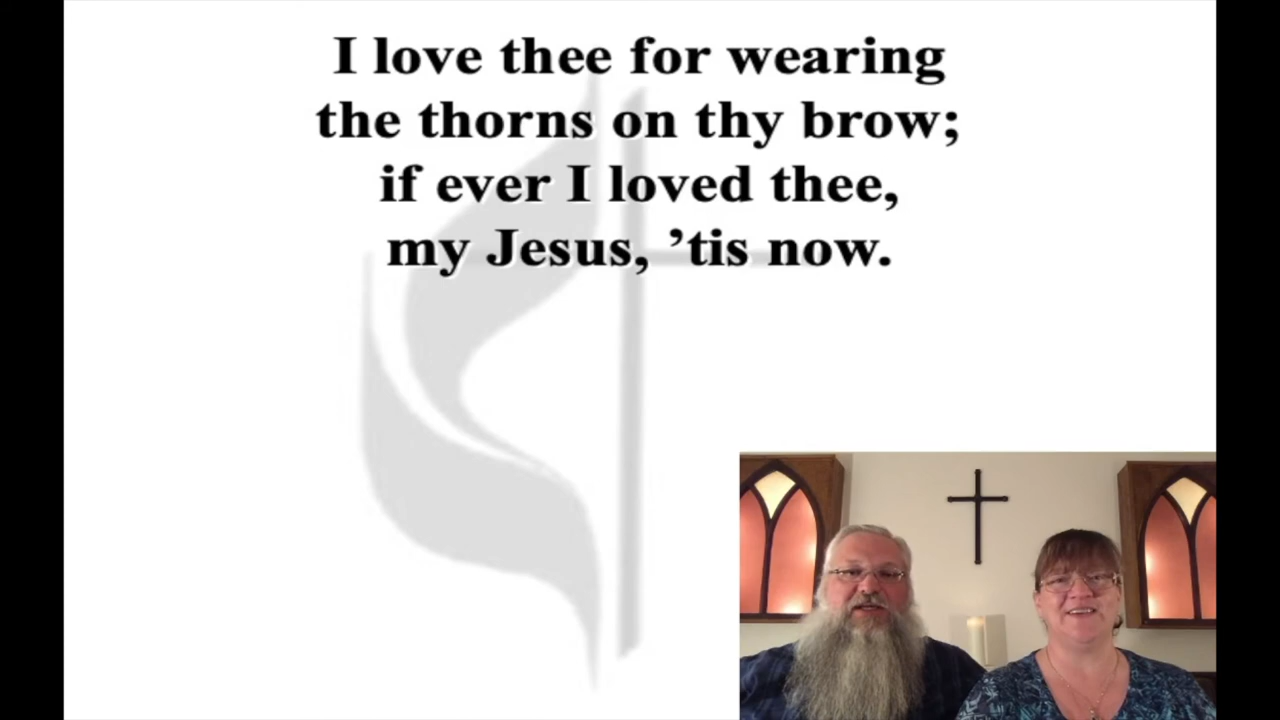 I love thee for wearing
the thorns on thy brow;
if ever I loved thee,
my Jesus, ’tis now.